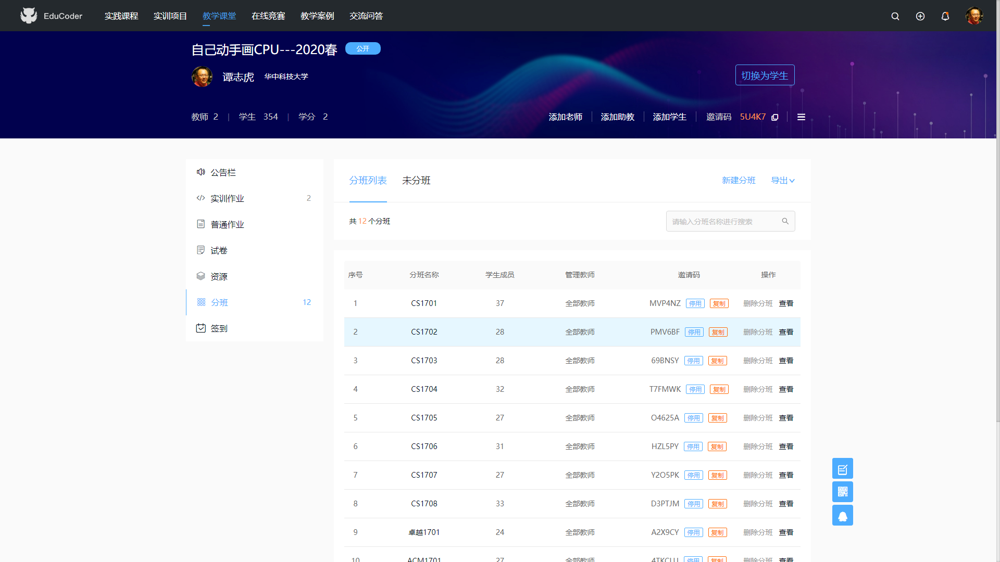 EduCoder 实践课程 实训项目 教学课堂 在线竞赛 教学案例 交流问答
自己动手画CPU---2020春 公开
谭志虎 华中科技大学
切换为学生
教师 2 | 学生 354 | 学分 2
添加老师 添加助教 添加学生 邀请码 5U4K7
公告栏
实训作业 2
普通作业
试卷
资源
分班 12
签到
分班列表 未分班 新建分班 导出
共 12 个分班 请输入分班名称进行搜索
序号 分班名称 学生成员 管理教师 邀请码 操作
1 CS1701 37 全部教师 MVP4NZ 停用 复制 删除分班 查看
2 CS1702 28 全部教师 PMV6BF 停用 复制 删除分班 查看
3 CS1703 28 全部教师 69BNSY 停用 复制 删除分班 查看
4 CS1704 32 全部教师 T7FMWK 停用 复制 删除分班 查看
5 CS1705 27 全部教师 O4625A 停用 复制 删除分班 查看
6 CS1706 31 全部教师 HZL5PY 停用 复制 删除分班 查看
7 CS1707 27 全部教师 Y2O5PK 停用 复制 删除分班 查看
8 CS1708 33 全部教师 D3PTJM 停用 复制 删除分班 查看
9 卓越1701 24 全部教师 A2X9CY 停用 复制 删除分班 查看
10 ACM1701 27 全部教师 停用 复制 删除分班 查看